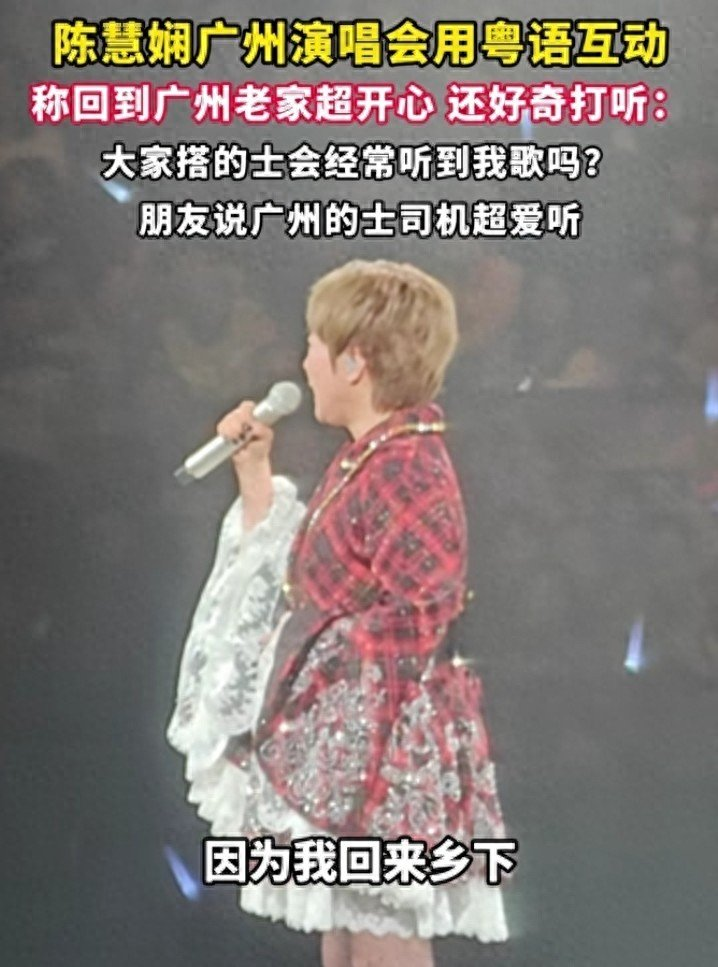 陈慧娴广州演唱会用粤语互动
称回到广州老家超开心 还好奇打听：
大家搭的士会经常听到我歌吗？
朋友说广州的士司机超爱听
因为我回来乡下